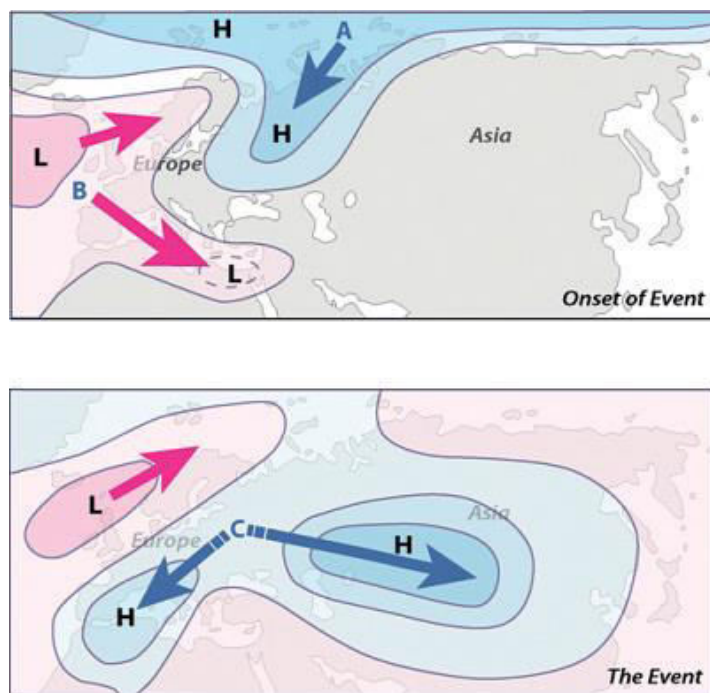 H
A
H
L
Europe
Asia
B
L
Onset of Event
L
Europe
C
Asia
H
H
The Event